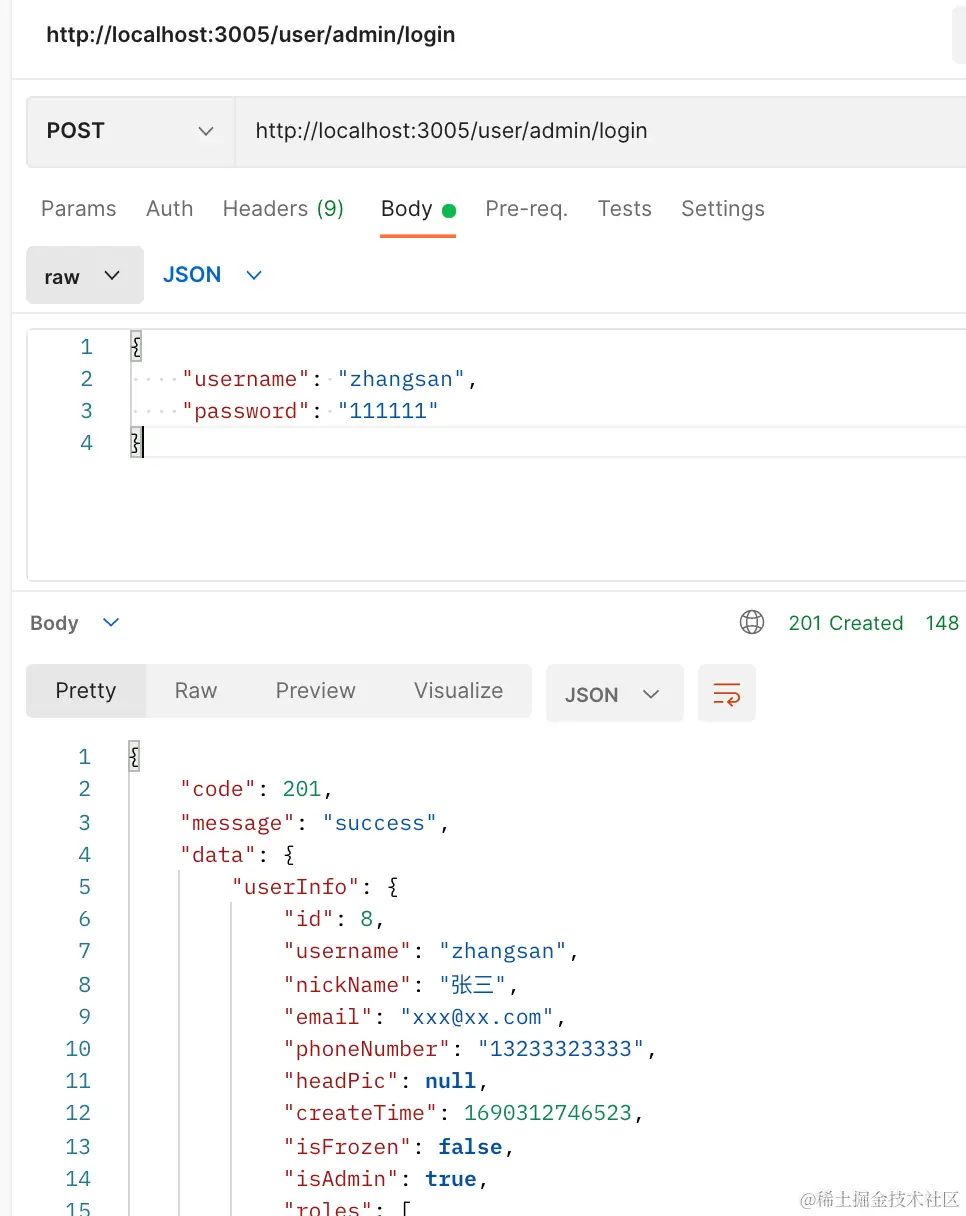 http://localhost:3005/user/admin/login
POST http://localhost:3005/user/admin/login
Params Auth Headers (9) Body Pre-req. Tests Settings
raw JSON
1 {
2 "username": "zhangsan",
3 "password": "111111"
4 }
Body 201 Created 148
Pretty Raw Preview Visualize JSON
1 {
2 "code": 201,
3 "message": "success",
4 "data": {
5 "userInfo": {
6 "id": 8,
7 "username": "zhangsan",
8 "nickName": "张三",
9 "email": "xxx@xx.com",
10 "phoneNumber": "13233323333",
11 "headPic": null,
12 "createTime": 1690312746523,
13 "isFrozen": false,
14 "isAdmin": true,
15 "roles": [
@稀土掘金技术社区